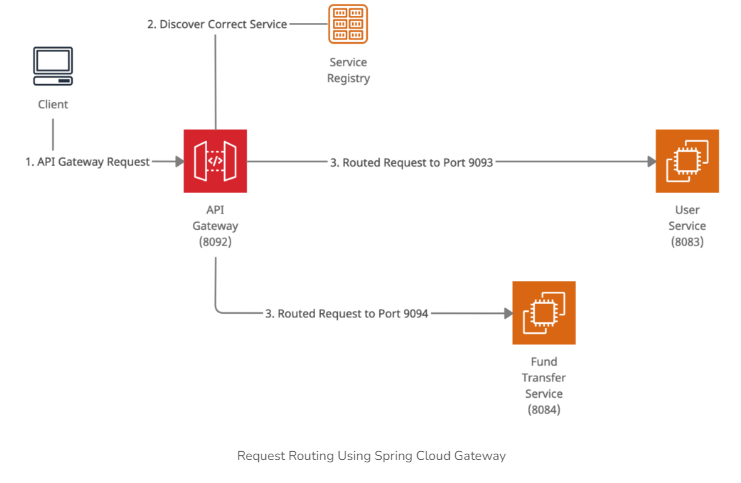 2. Discover Correct Service
Service
Registry
Client
1. API Gateway Request
3. Routed Request to Port 9093
API
Gateway
(8092)
User
Service
(8083)
3. Routed Request to Port 9094
Fund
Transfer
Service
(8084)
Request Routing Using Spring Cloud Gateway